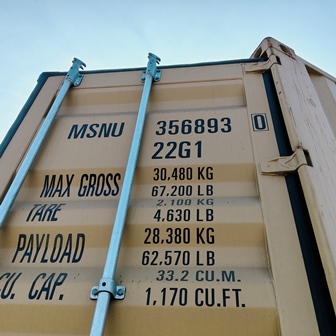 MSNU 356893 0
22G1
MAX GROSS 30,480 KG
67,200 LB
TARE 2.100 KG
4,630 LB
PAYLOAD 28,380 KG
62,570 LB
CU. CAP. 33.2 CU.M.
1,170 CU.FT.